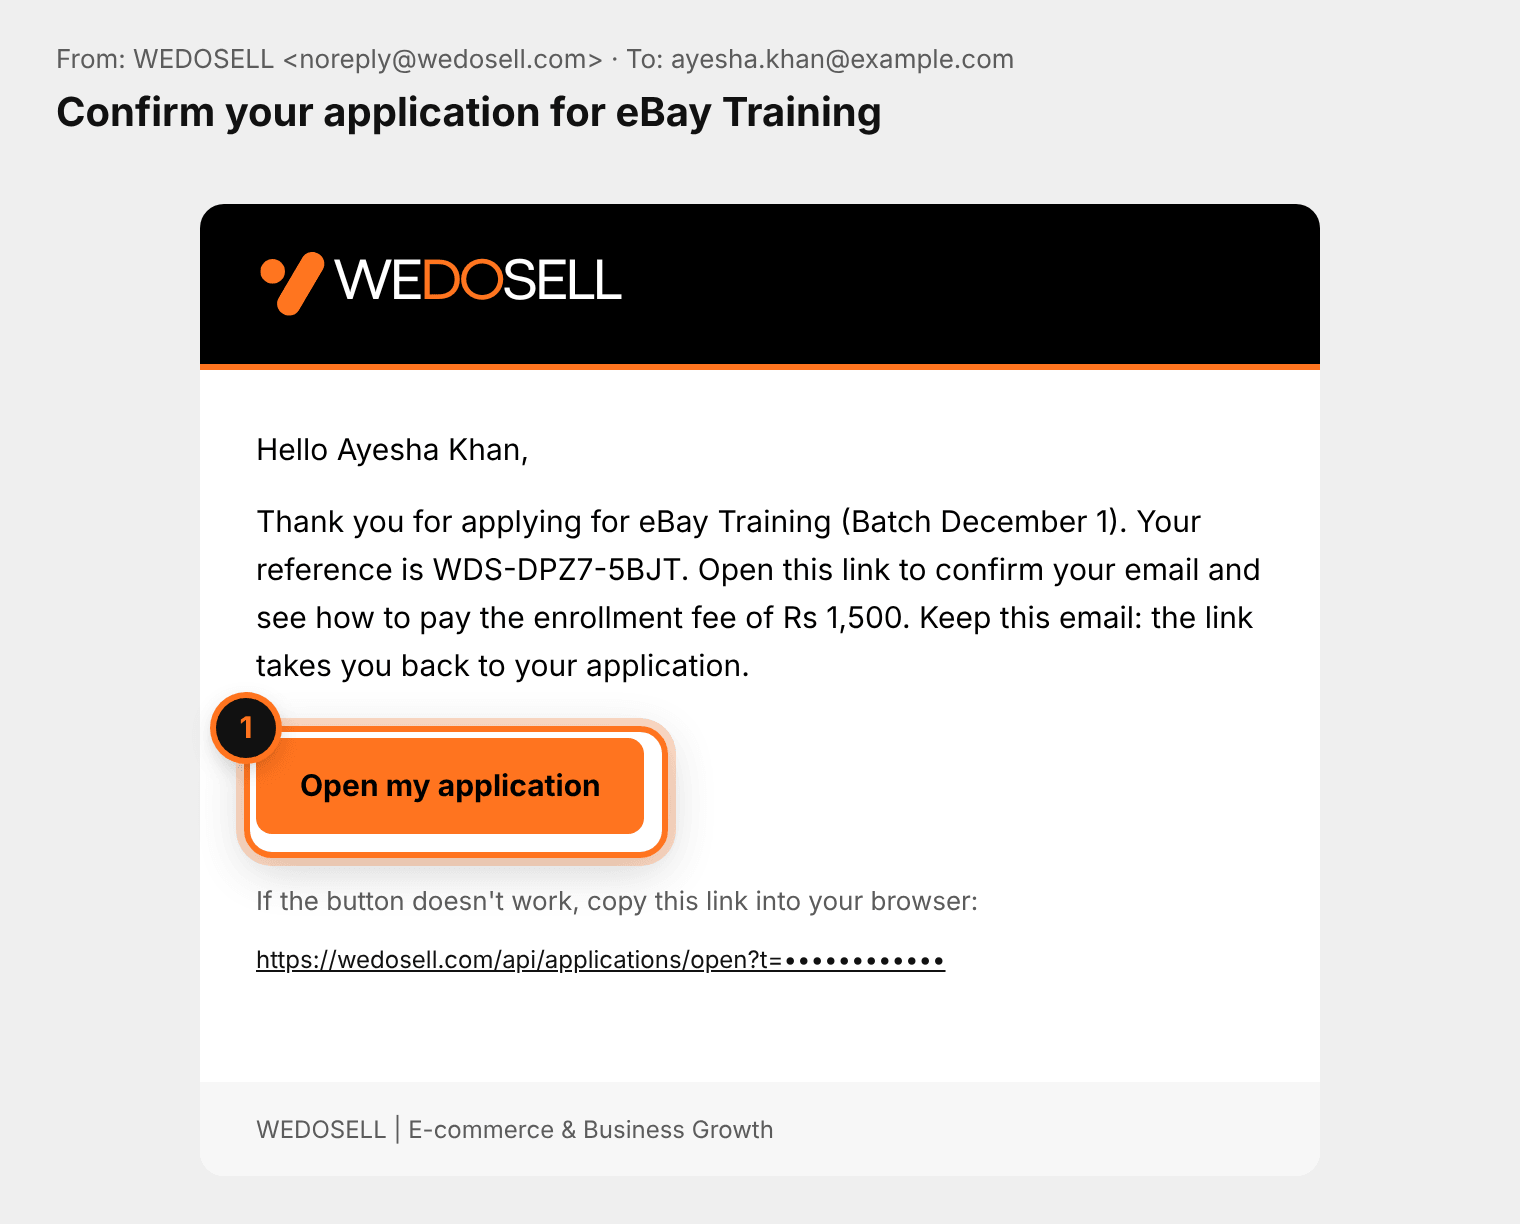 From: WEDOSELL <noreply@wedosell.com> · To: ayesha.khan@example.com
Confirm your application for eBay Training
WEDOSELL
Hello Ayesha Khan,
Thank you for applying for eBay Training (Batch December 1). Your
reference is WDS-DPZ7-5BJT. Open this link to confirm your email and
see how to pay the enrollment fee of Rs 1,500. Keep this email: the link
takes you back to your application.
1
Open my application
If the button doesn't work, copy this link into your browser:
https://wedosell.com/api/applications/open?t=••••••••••••
WEDOSELL | E-commerce & Business Growth